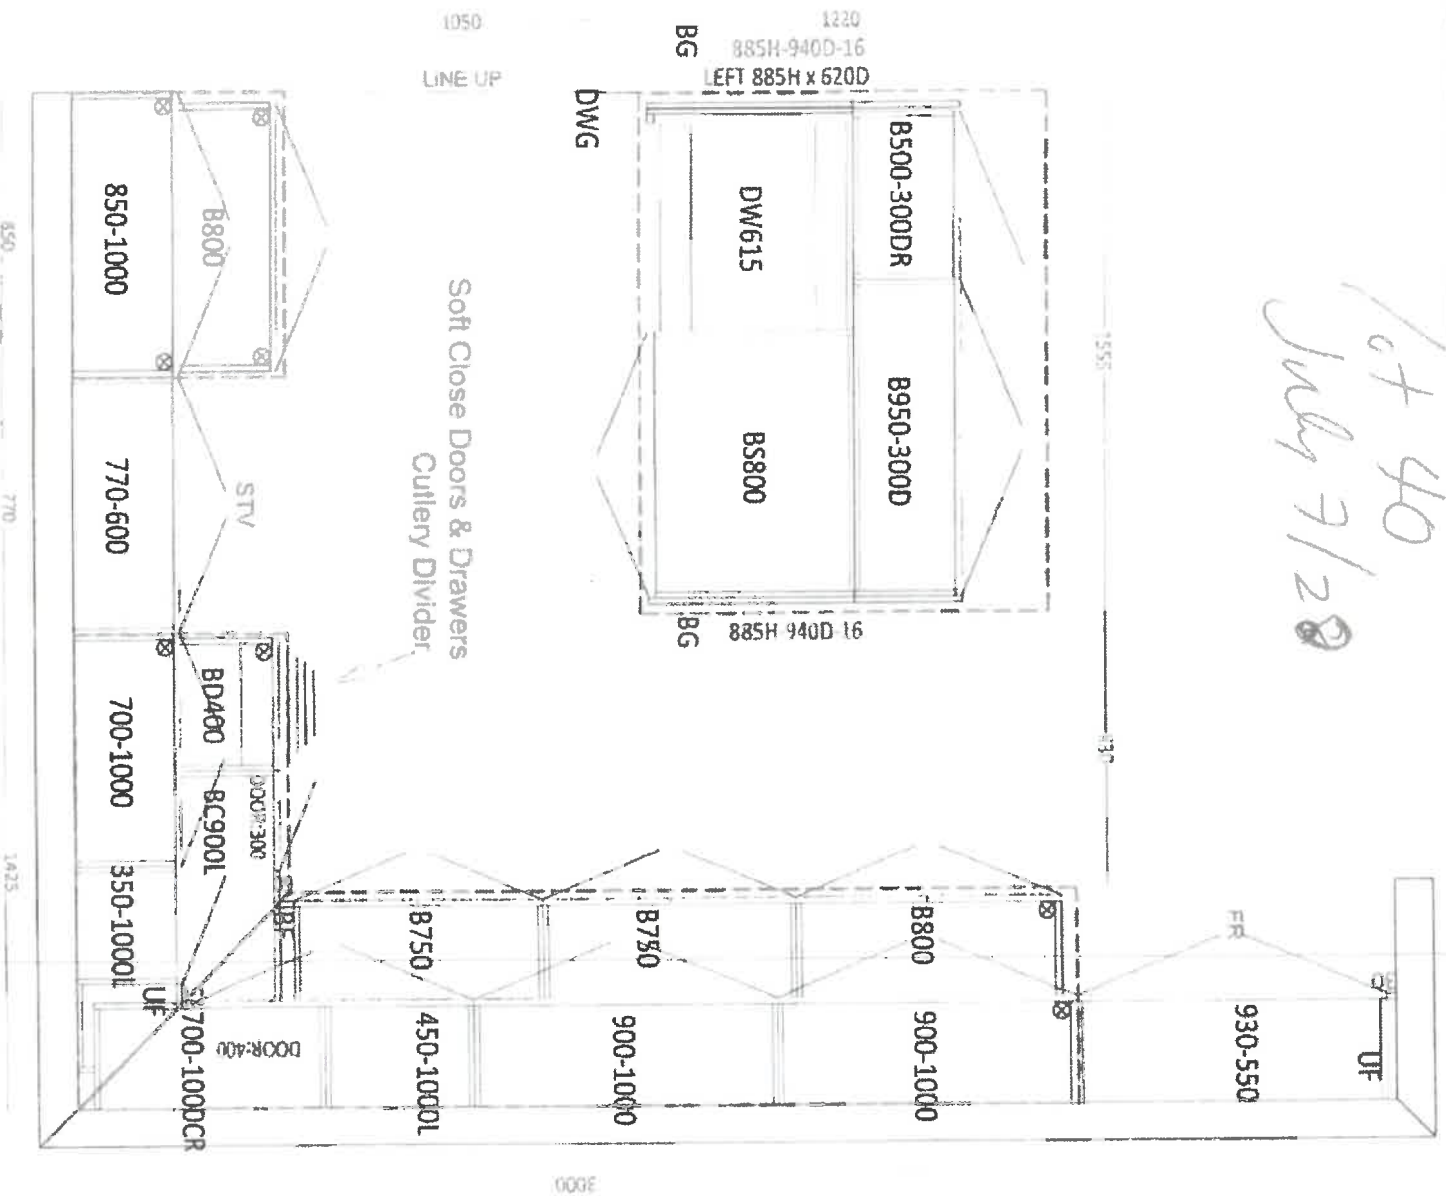 1050
1220
BG
885H-940D-16
LINE UP
LEFT 885H x 620D
DWG
Lot 40
July 7/20
850-1000
B800
DW615
B500-300DR
1555
650
Soft Close Doors & Drawers
Cutlery Divider
BS800
B950-300D
770-600
STV
770
BG
885H 940D-16
700-1000
BD400
DOOR:300
BC900L
930
350-1000L
1425
B750
B750
B800
FR
UF
700-1000CR
DOOR:400
450-1000L
900-1000
900-1000
930-550
30
UF
3000